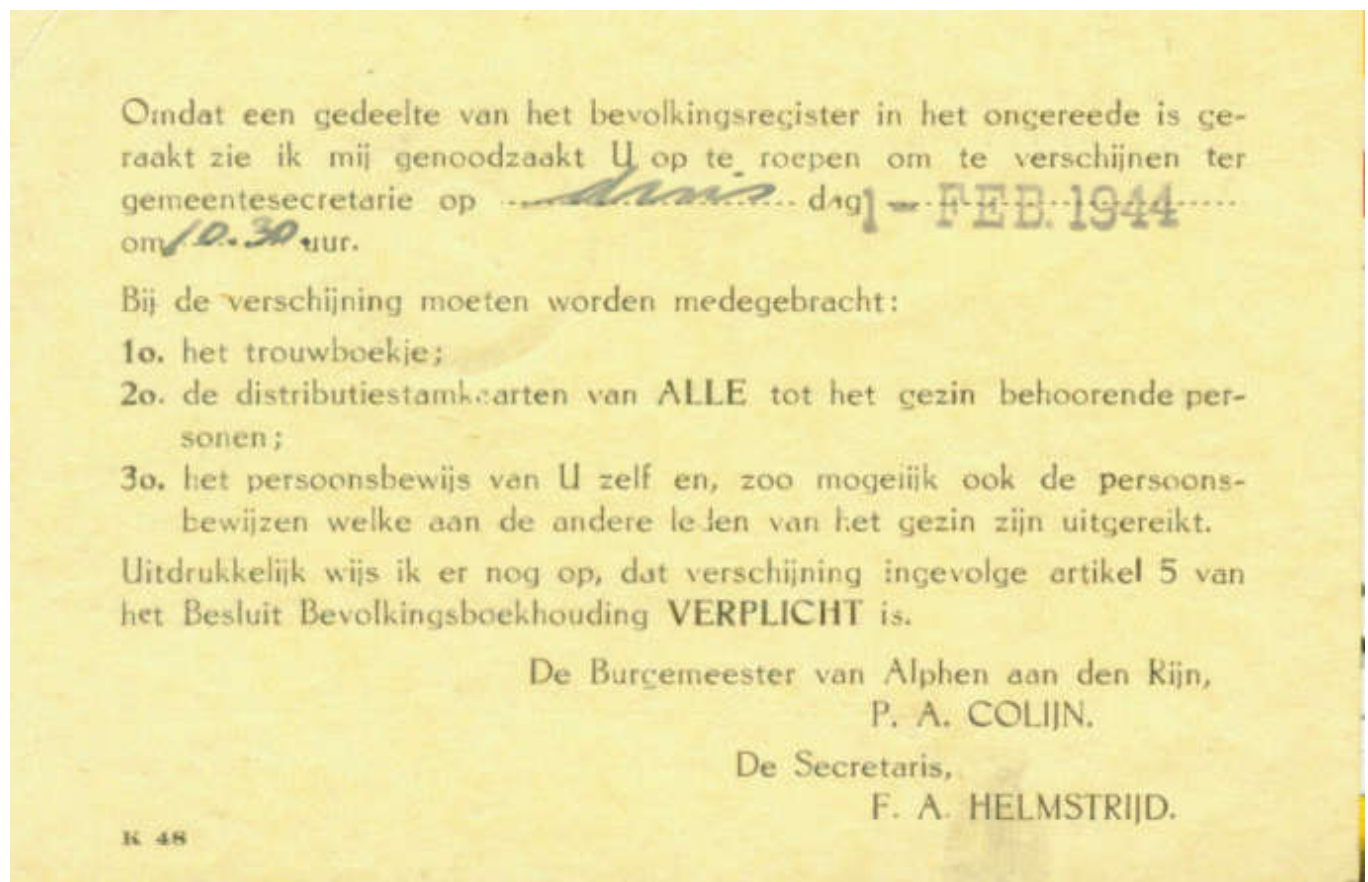 Omdat een gedeelte van het bevolkingsregister in het ongereede is ge-
raakt zie ik mij genoodzaakt U op te roepen om te verschijnen ter
gemeentesecretarie op dins dag 1 - FEB. 1944
om 10.30 uur.
Bij de verschijning moeten worden medegebracht:
1o. het trouwboekje;
2o. de distributiestamkaarten van ALLE tot het gezin behoorende per-
sonen;
3o. het persoonsbewijs van U zelf en, zoo mogelijk ook de persoons-
bewijzen welke aan de andere leden van het gezin zijn uitgereikt.
Uitdrukkelijk wijs ik er nog op, dat verschijning ingevolge artikel 5 van
het Besluit Bevolkingsboekhouding VERPLICHT is.
De Burgemeester van Alphen aan den Rijn,
P. A. COLIJN.
De Secretaris,
F. A. HELMSTRIJD.
K 48